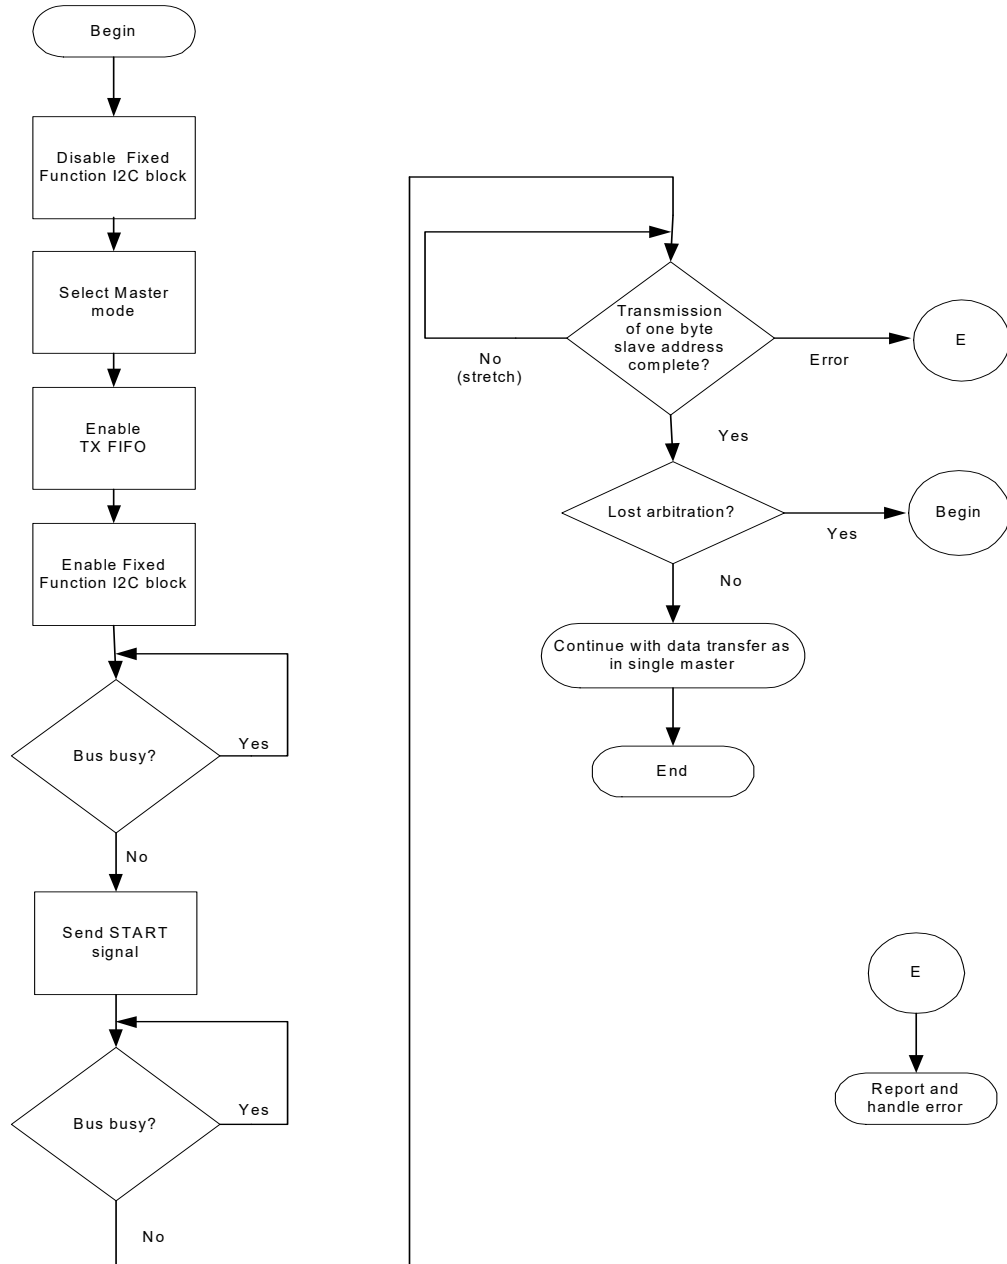 Begin
Disable Fixed
Function I2C block
Select Master
mode
Enable
TX FIFO
Enable Fixed
Function I2C block
Bus busy?
Yes
No
Send START
signal
Bus busy?
Yes
No
Transmission
of one byte
slave address
complete?
No
(stretch)
Error
E
Yes
Lost arbitration?
Yes
Begin
No
Continue with data transfer as
in single master
End
E
Report and
handle error